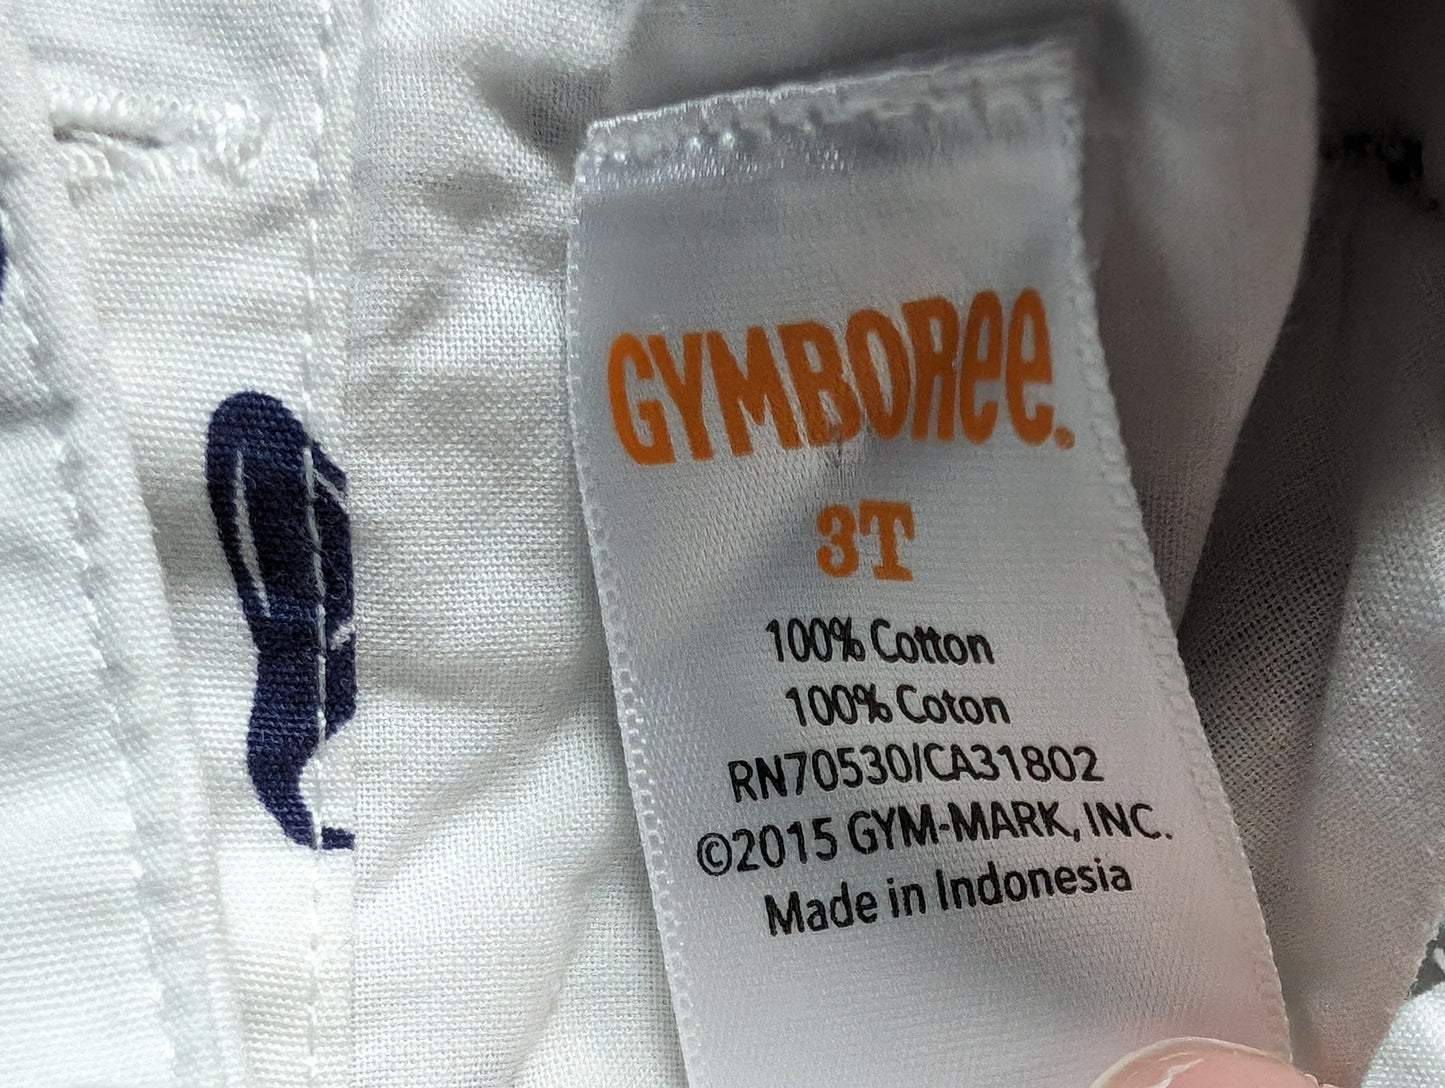 GYMBOREE®
3T
100% Cotton
100% Coton
RN70530/CA31802
©2015 GYM-MARK, INC.
Made in Indonesia